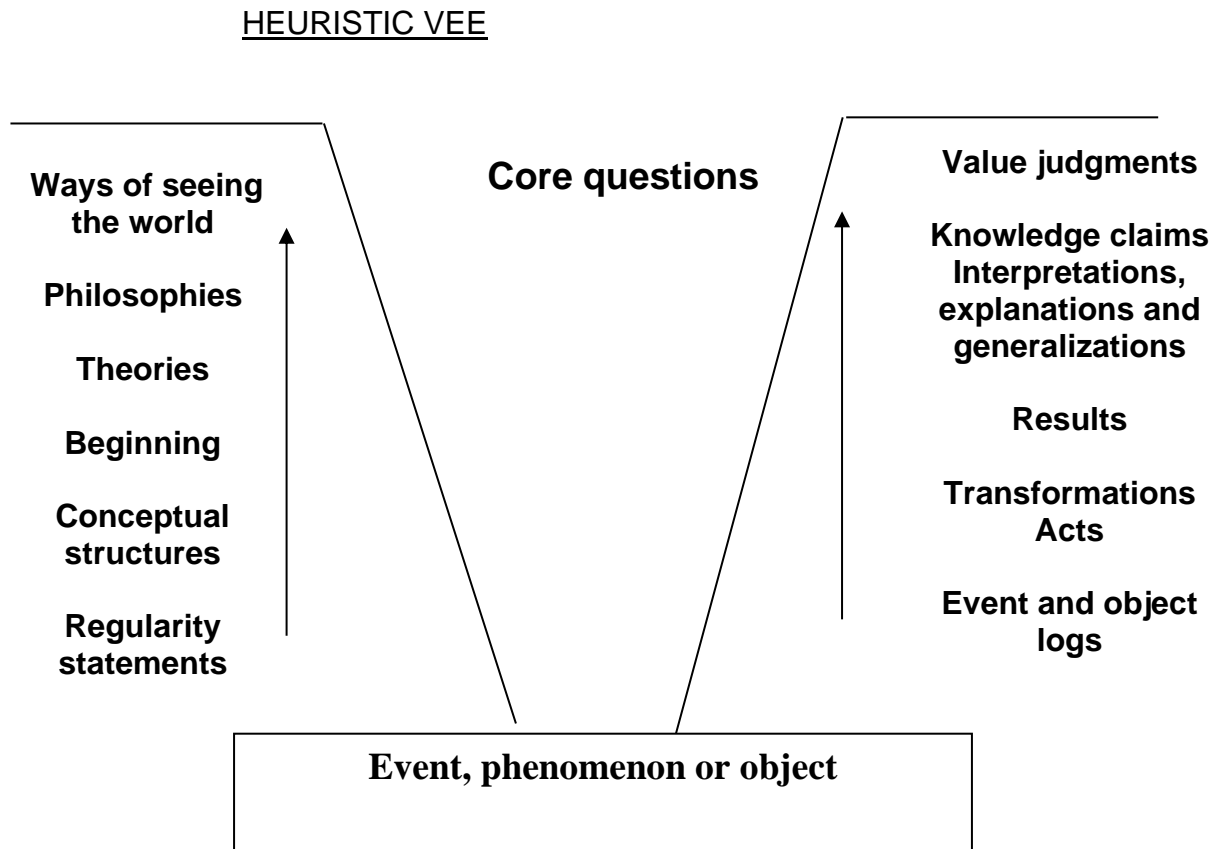 HEURISTIC VEE
Ways of seeing
the world
Philosophies
Theories
Beginning
Conceptual
structures
Regularity
statements
Core questions
Value judgments
Knowledge claims
Interpretations,
explanations and
generalizations
Results
Transformations
Acts
Event and object
logs
Event, phenomenon or object